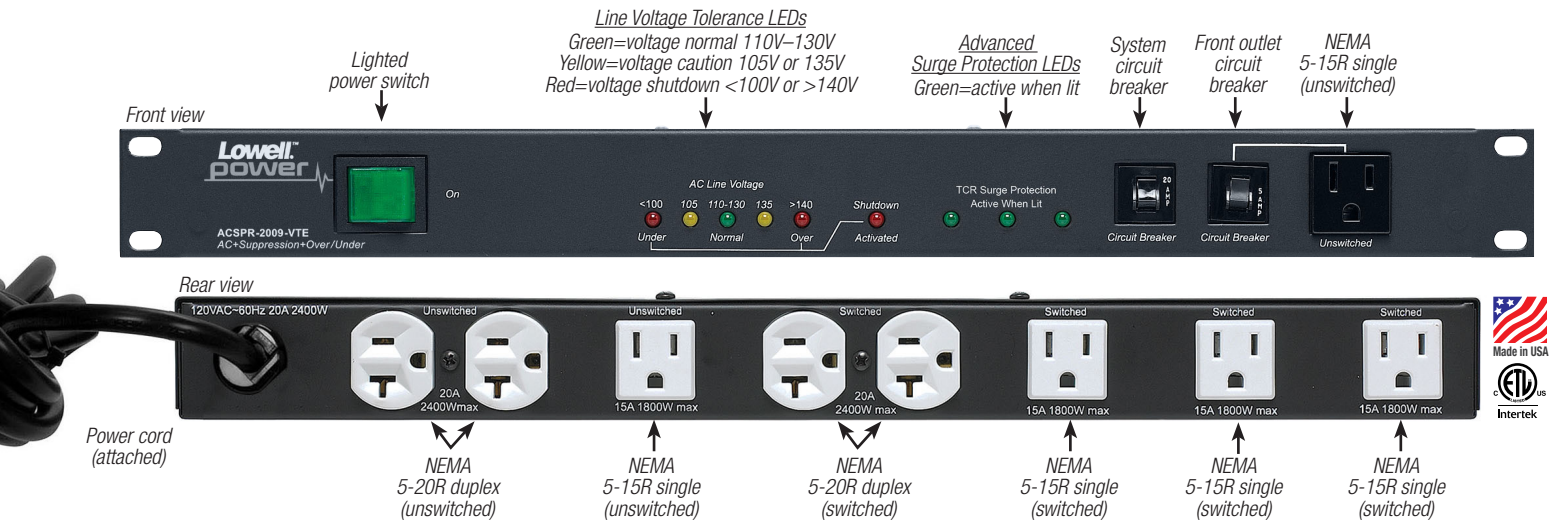 Line Voltage Tolerance LEDs
Green=voltage normal 110V–130V
Yellow=voltage caution 105V or 135V
Red=voltage shutdown <100V or >140V
Lighted
power switch
Advanced
Surge Protection LEDs
Green=active when lit
System
circuit
breaker
Front outlet
circuit
breaker
NEMA
5-15R single
(unswitched)
Front view
Lowell™
power
On
ACSPR-2009-VTE
AC+Suppression+Over/Under
AC Line Voltage
<100 105 110-130 135 >140
Under Normal Over
Shutdown
Activated
TCR Surge Protection
Active When Lit
20
AMP
Circuit Breaker
5
AMP
Circuit Breaker
Unswitched
Rear view
120VAC~60Hz 20A 2400W
Unswitched
20A
2400Wmax
Unswitched
15A 1800W max
Switched
20A
2400W max
Switched
15A 1800W max
Switched
15A 1800W max
Switched
15A 1800W max
Made in USA
C ETL US
LISTED
Intertek
Power cord
(attached)
NEMA
5-20R duplex
(unswitched)
NEMA
5-15R single
(unswitched)
NEMA
5-20R duplex
(switched)
NEMA
5-15R single
(switched)
NEMA
5-15R single
(switched)
NEMA
5-15R single
(switched)